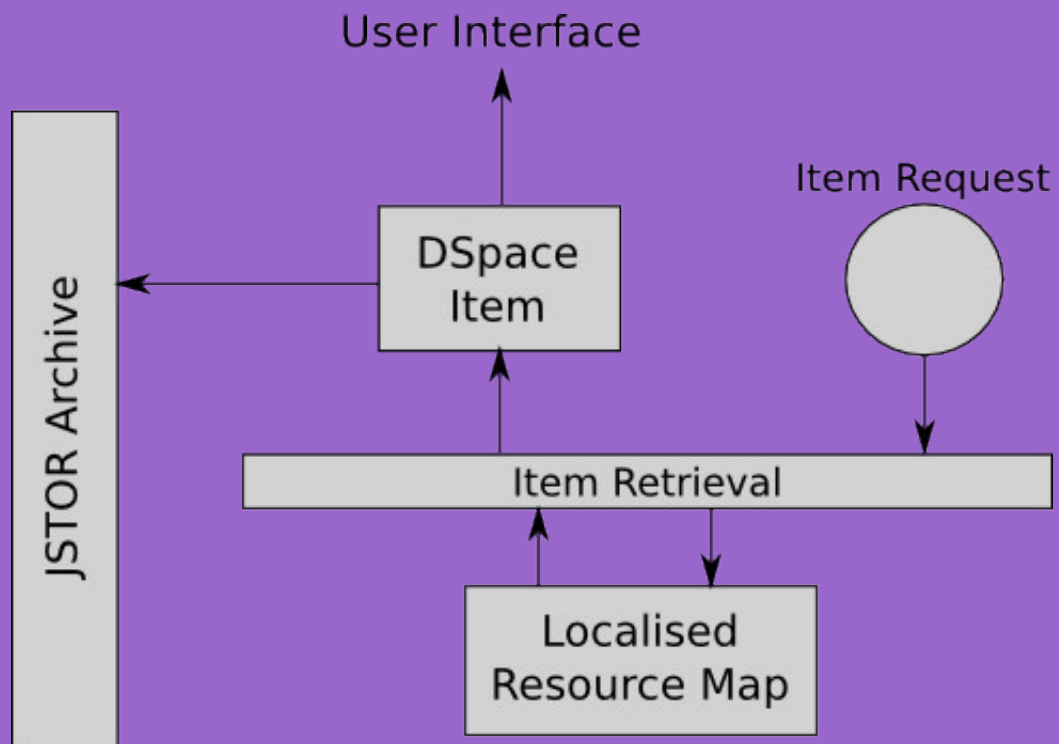 User Interface
Item Request
DSpace
Item
JSTOR Archive
Item Retrieval
Localised
Resource Map